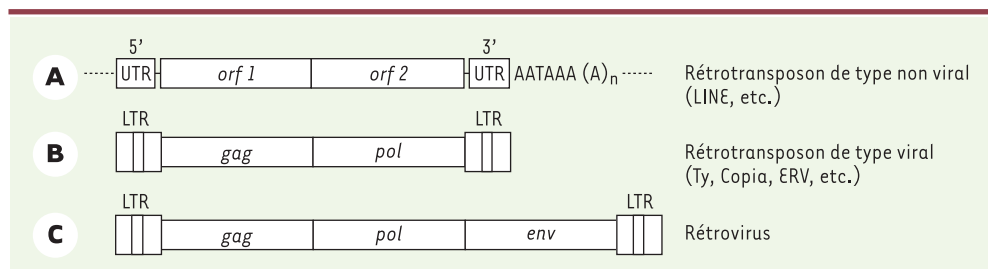 5’ 3’
A UTR orf 1 orf 2 UTR AATAAA (A)n Rétrotransposon de type non viral
(LINE, etc.)
LTR LTR
B gag pol Rétrotransposon de type viral
(Ty, Copia, ERV, etc.)
LTR LTR
C gag pol env Rétrovirus